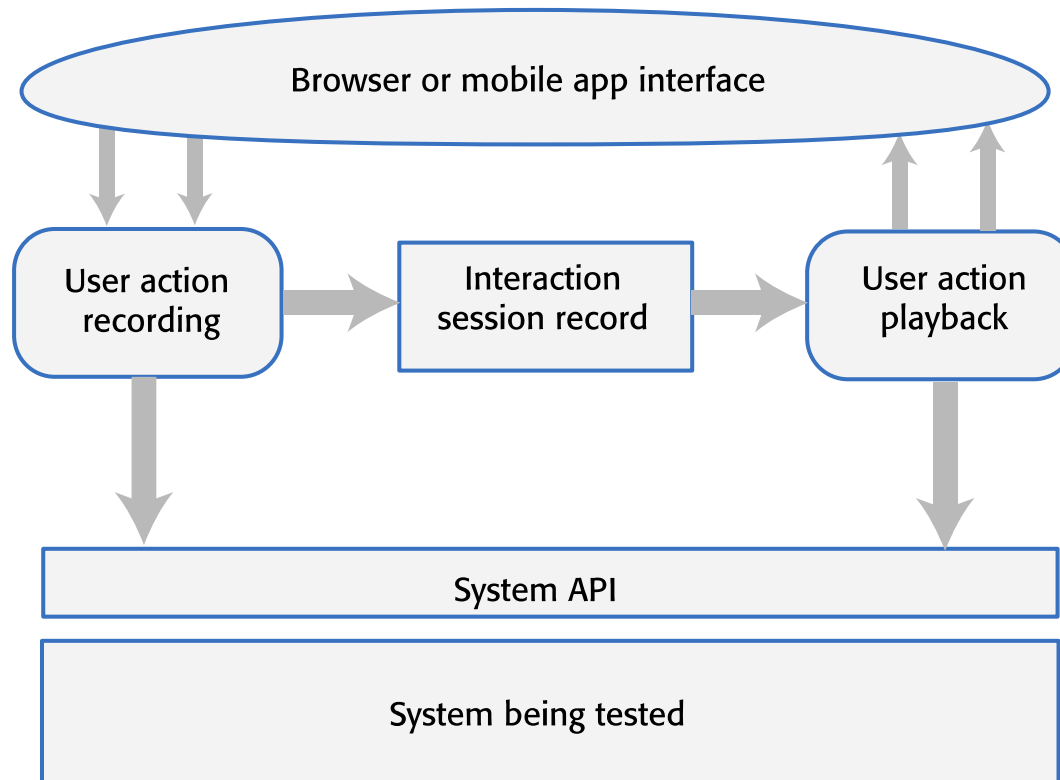 Browser or mobile app interface
User action
recording
Interaction
session record
User action
playback
System API
System being tested